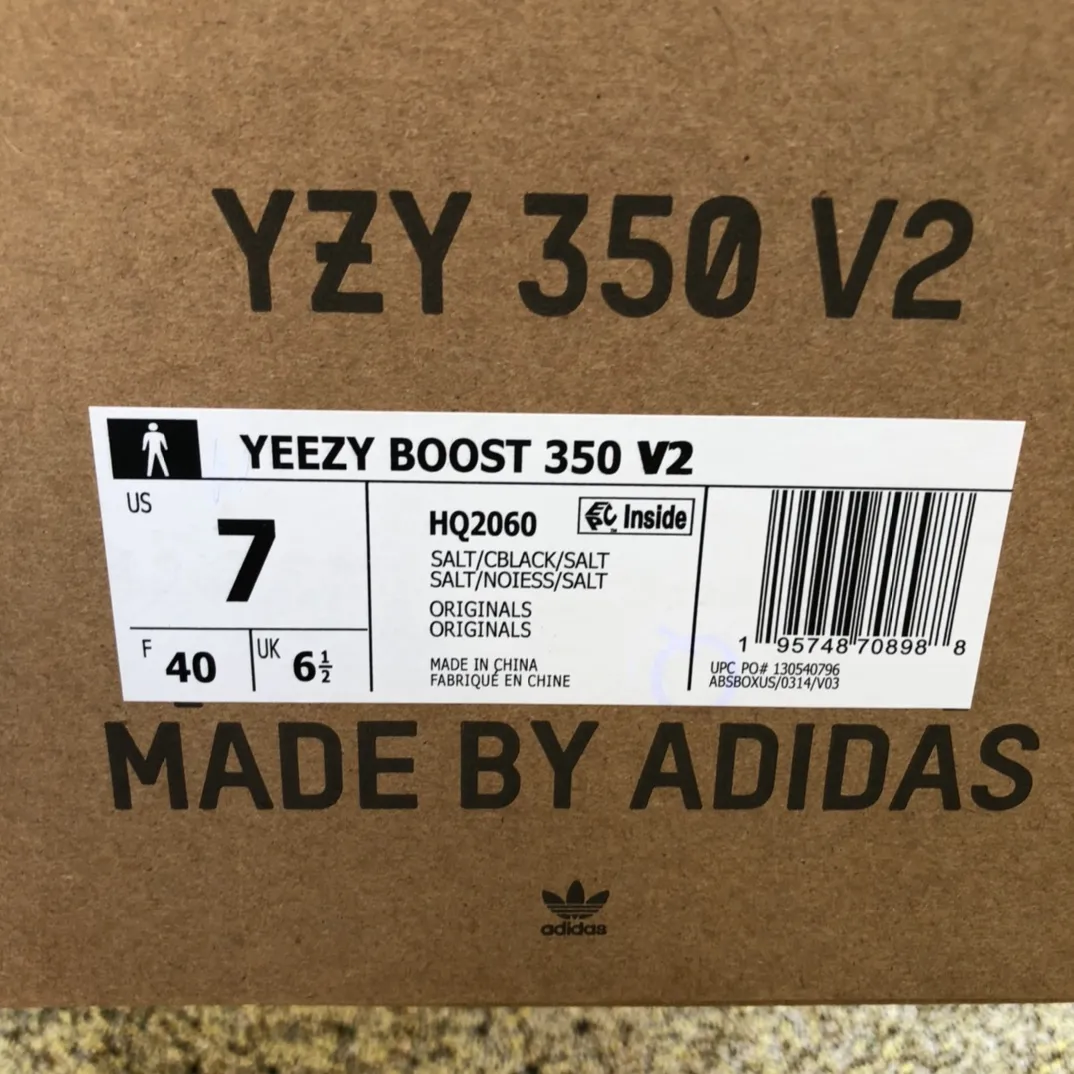 YZY 350 V2
YEEZY BOOST 350 V2
US
7
F 40
UK 6½
HQ2060
Inside
SALT/CBLACK/SALT
SALT/NOIESS/SALT
ORIGINALS
ORIGINALS
MADE IN CHINA
FABRIQUÉ EN CHINE
1 95748 70898 8
UPC PO# 130540796
ABSBOXUS/0314/V03
MADE BY ADIDAS
adidas